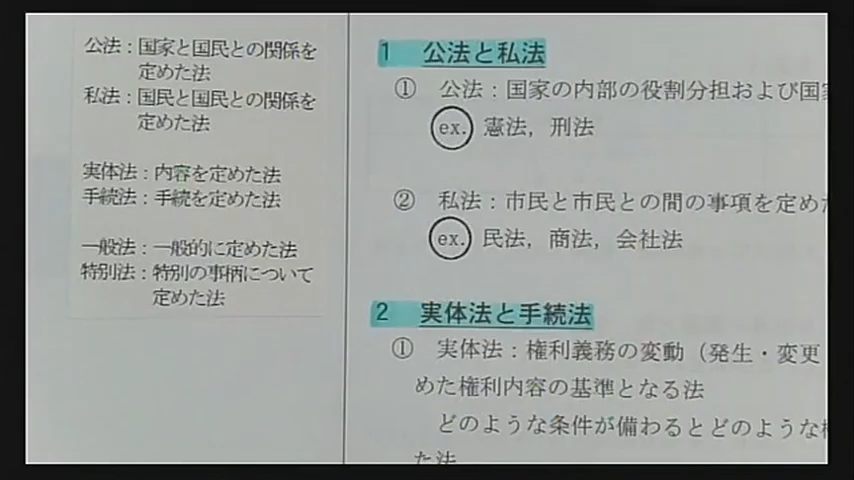 公法：国家と国民との関係を
定めた法
私法：国民と国民との関係を
定めた法
実体法：内容を定めた法
手続法：手続を定めた法
一般法：一般的に定めた法
特別法：特別の事柄について
定めた法
1 公法と私法
① 公法：国家の内部の役割分担および国家
ex. 憲法，刑法
② 私法：市民と市民との間の事項を定めた
ex. 民法，商法，会社法
2 実体法と手続法
① 実体法：権利義務の変動（発生・変更
めた権利内容の基準となる法
どのような条件が備わるとどのような
た法